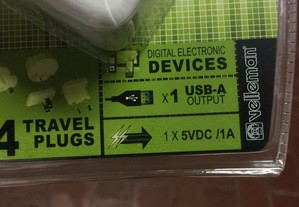 DIGITAL ELECTRONIC
DEVICES
X1 USB-A
OUTPUT
4 TRAVEL
PLUGS
1 X 5VDC /1A
velleman